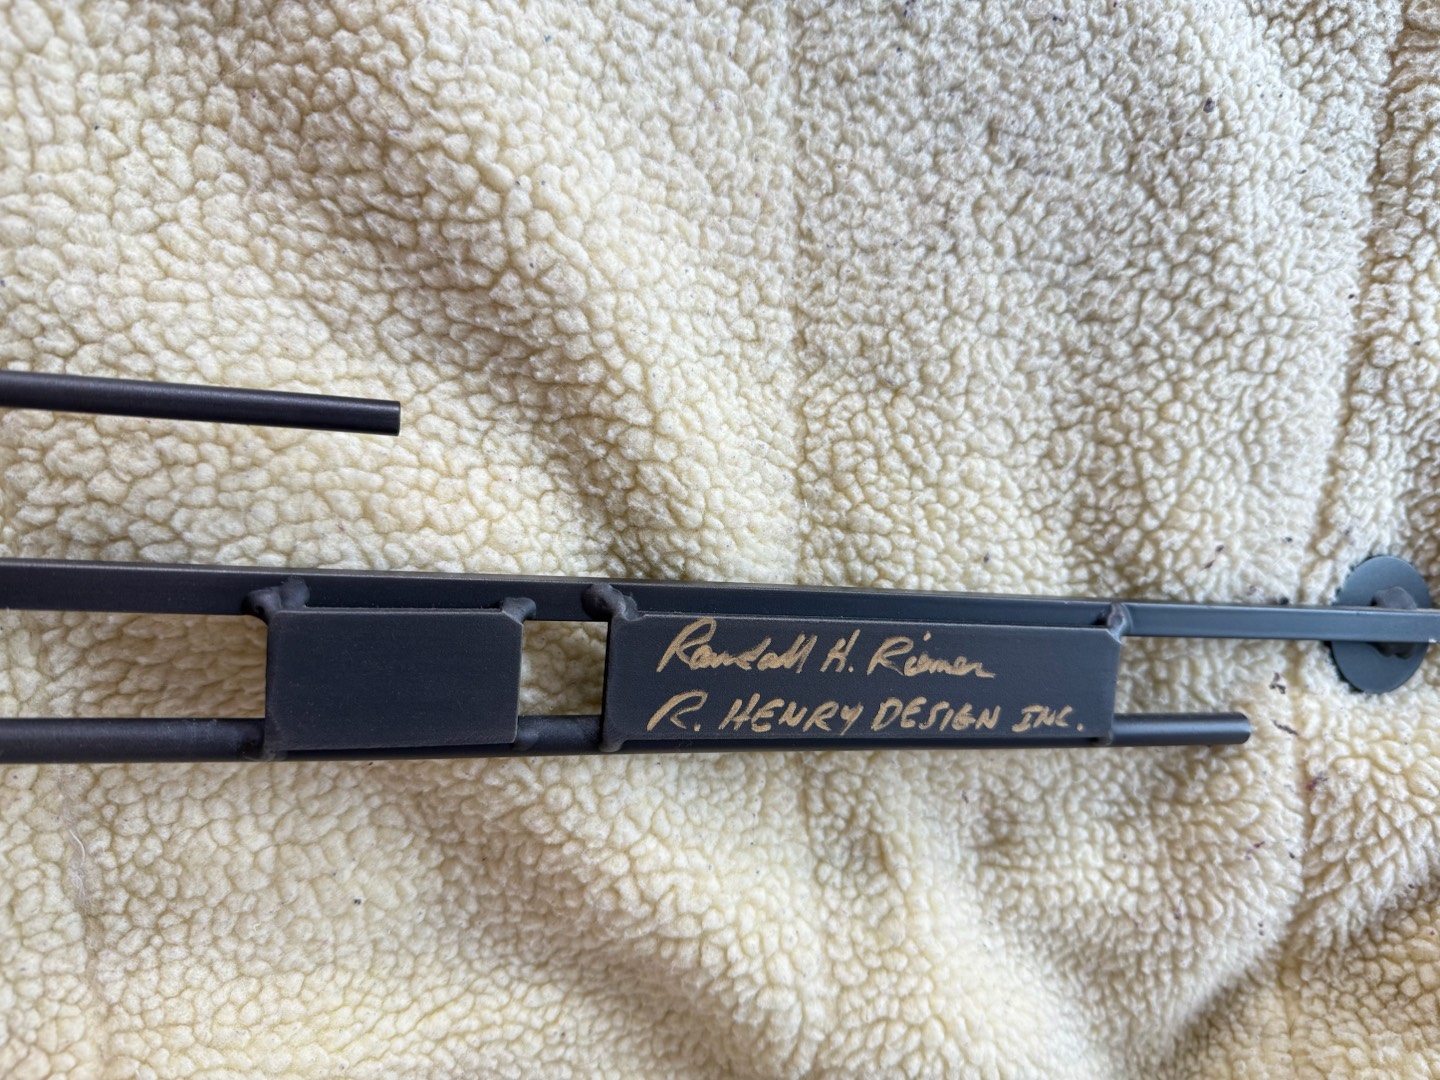 Randall H. Riemer
R. HENRY DESIGN INC.